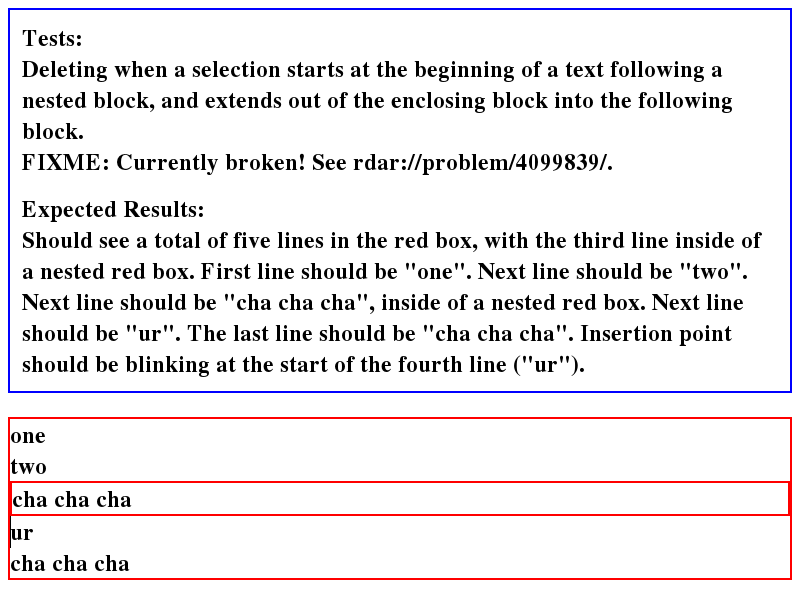 Tests:
Deleting when a selection starts at the beginning of a text following a
nested block, and extends out of the enclosing block into the following
block.
FIXME: Currently broken! See rdar://problem/4099839/.
Expected Results:
Should see a total of five lines in the red box, with the third line inside of
a nested red box. First line should be "one". Next line should be "two".
Next line should be "cha cha cha", inside of a nested red box. Next line
should be "ur". The last line should be "cha cha cha". Insertion point
should be blinking at the start of the fourth line ("ur").
one
two
cha cha cha
ur
cha cha cha